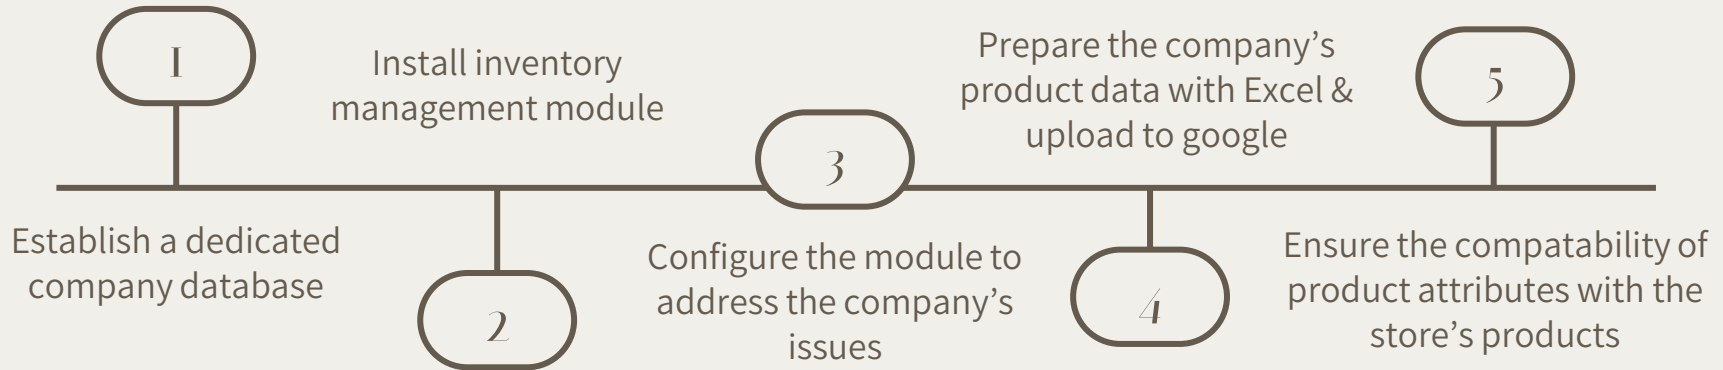 1
Establish a dedicated
company database
Install inventory
management module
2
3
Configure the module to
address the company’s
issues
Prepare the company’s
product data with Excel &
upload to google
4
5
Ensure the compatability of
product attributes with the
store’s products